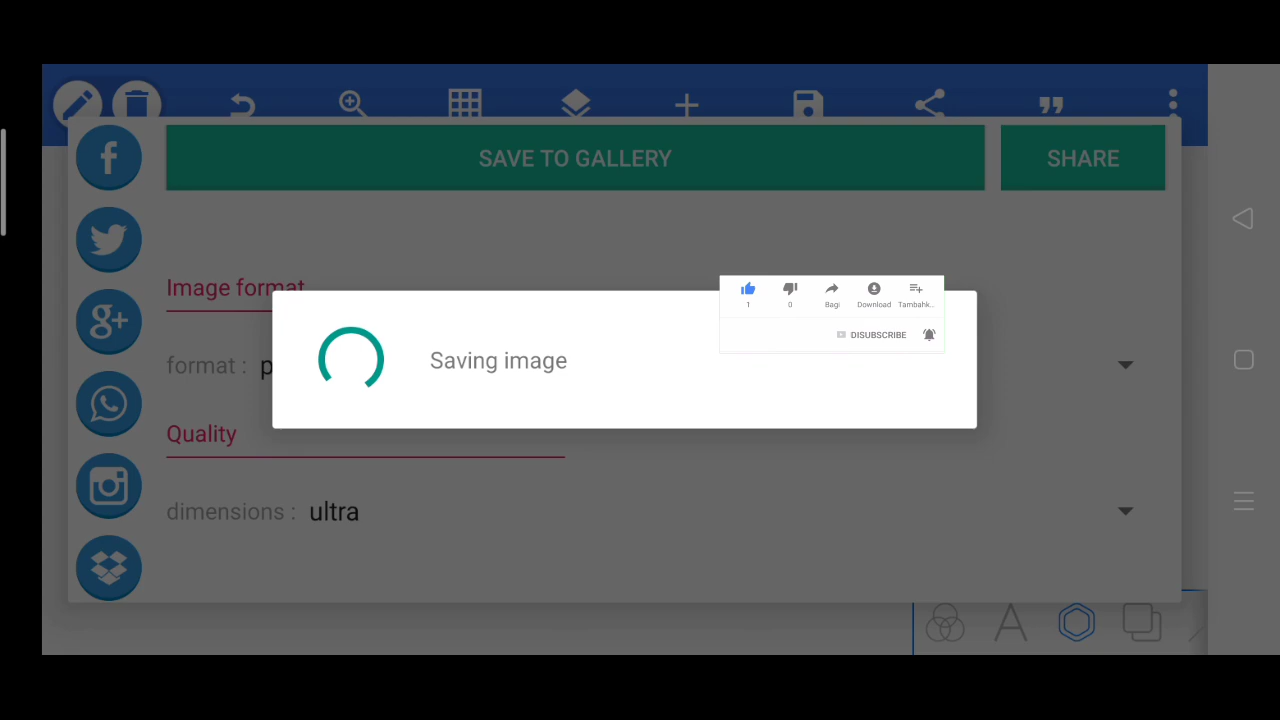 SAVE TO GALLERY
SHARE
Image format
1
0
Bagi
Download
Tambahk..
DISUBSCRIBE
format :
Saving image
Quality
dimensions : ultra